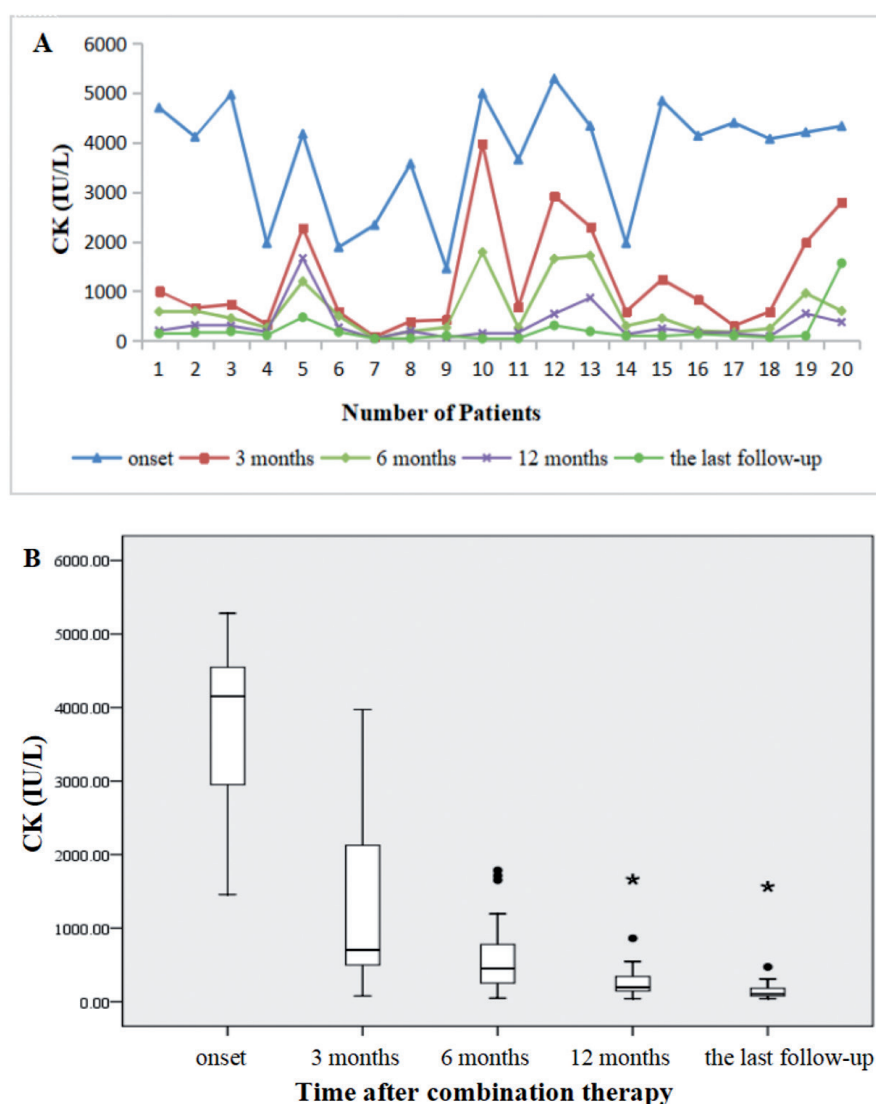 A
6000
5000
4000
3000
2000
1000
0
CK (IU/L)
1 2 3 4 5 6 7 8 9 10 11 12 13 14 15 16 17 18 19 20
Number of Patients
onset 3 months 6 months 12 months the last follow-up
B
6000.00
5000.00
4000.00
3000.00
2000.00
1000.00
0.00
CK (IU/L)
onset 3 months 6 months 12 months the last follow-up
Time after combination therapy